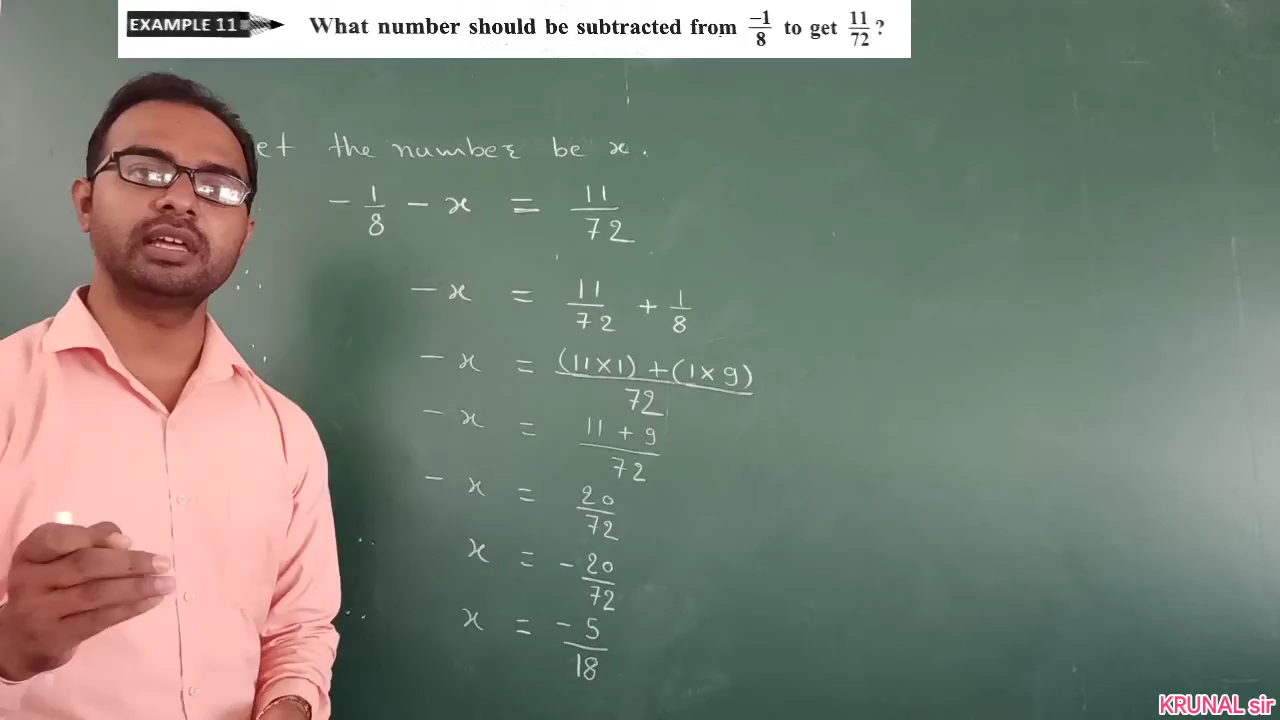 EXAMPLE 11 What number should be subtracted from -1/8 to get 11/72 ?
et the number be x.
- 1/8 - x = 11/72
∴ - x = 11/72 + 1/8
∴ - x = (11×1) + (1×9)/72
- x = 11 + 9/72
- x = 20/72
∴ x = - 20/72
∴ x = - 5/18
KRUNAL sir